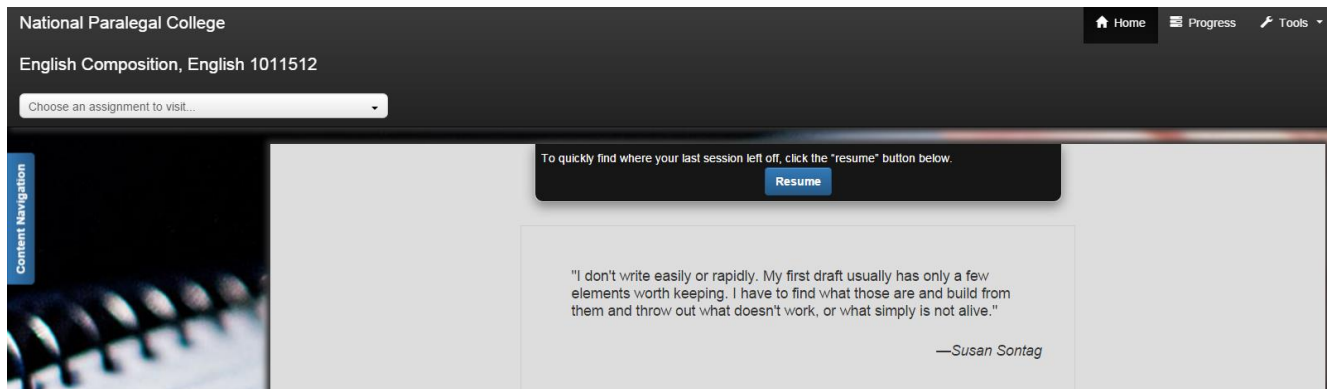 National Paralegal College
Home
Progress
Tools
English Composition, English 1011512
Choose an assignment to visit...
Content Navigation
To quickly find where your last session left off, click the "resume" button below.
Resume
"I don't write easily or rapidly. My first draft usually has only a few
elements worth keeping. I have to find what those are and build from
them and throw out what doesn't work, or what simply is not alive."
—Susan Sontag